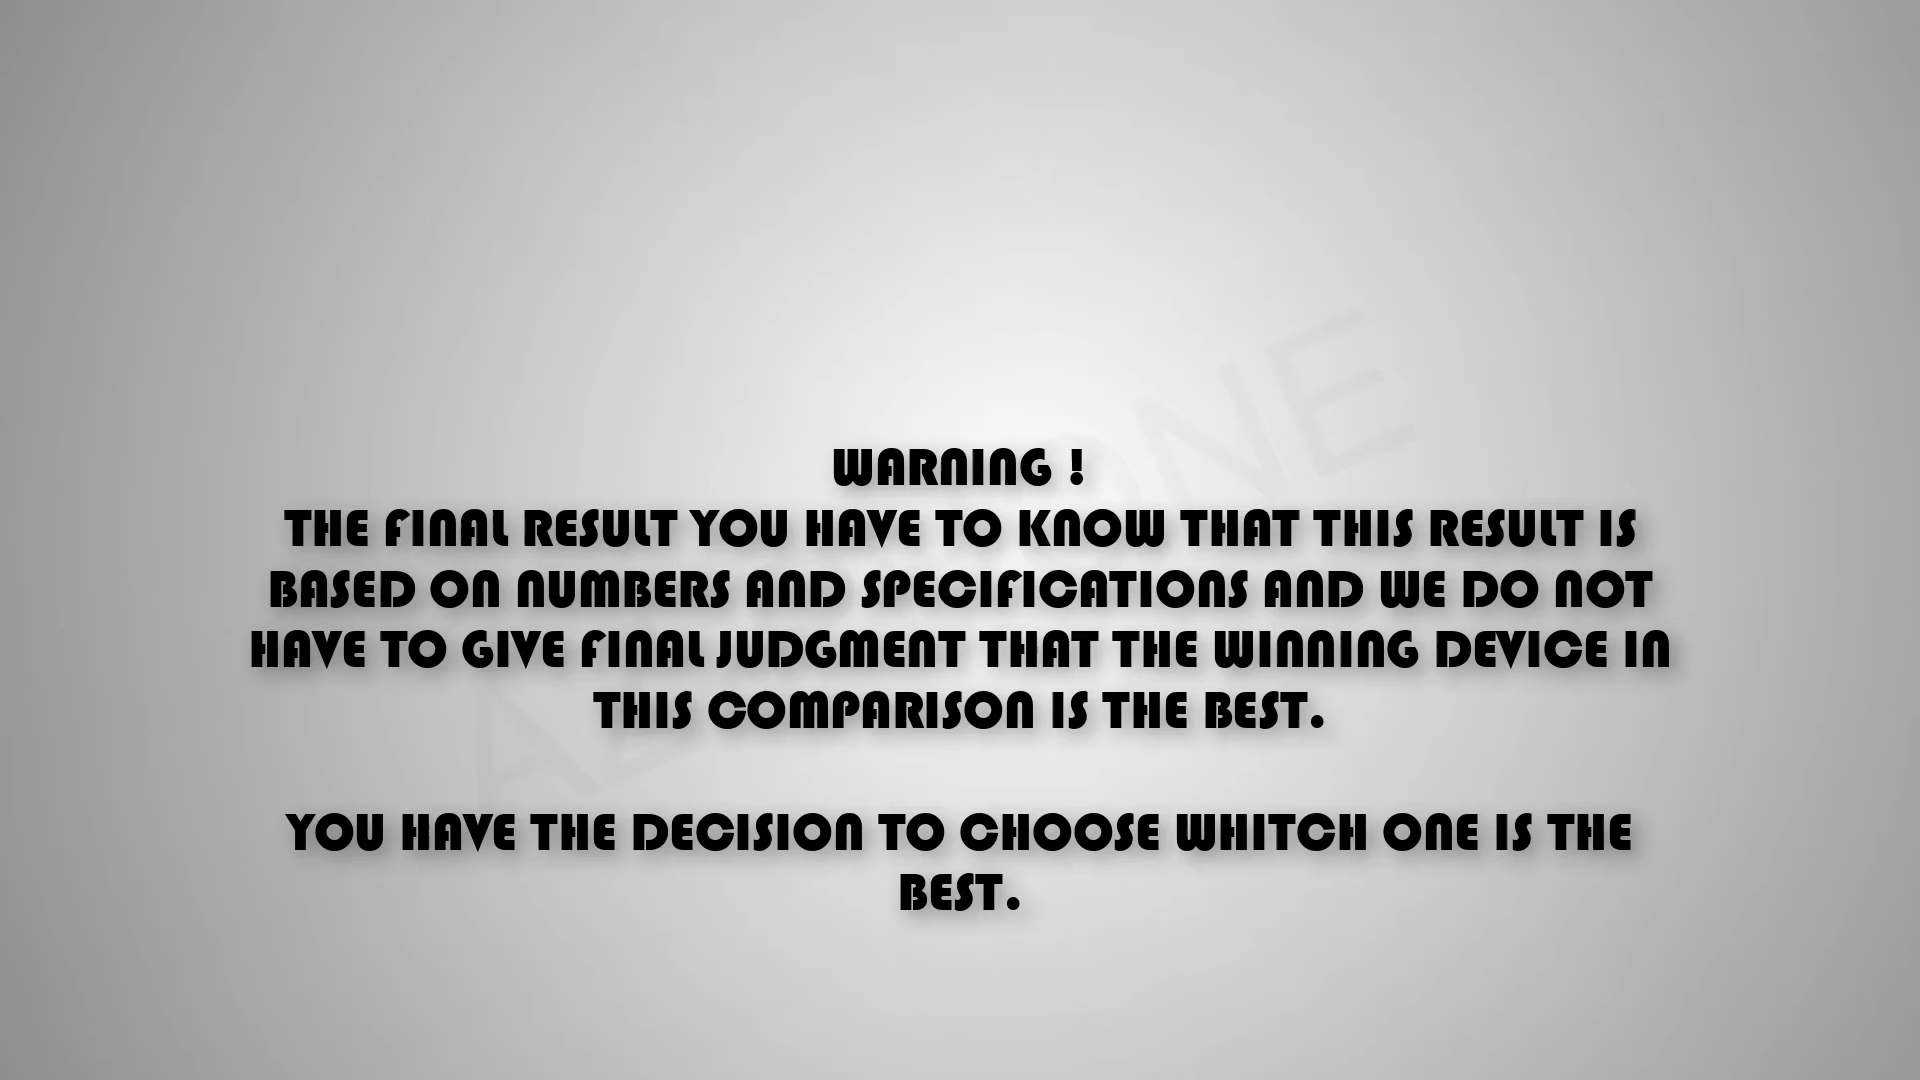 WARNING !
THE FINAL RESULT YOU HAVE TO KNOW THAT THIS RESULT IS
BASED ON NUMBERS AND SPECIFICATIONS AND WE DO NOT
HAVE TO GIVE FINAL JUDGMENT THAT THE WINNING DEVICE IN
THIS COMPARISON IS THE BEST.
YOU HAVE THE DECISION TO CHOOSE WHITCH ONE IS THE
BEST.